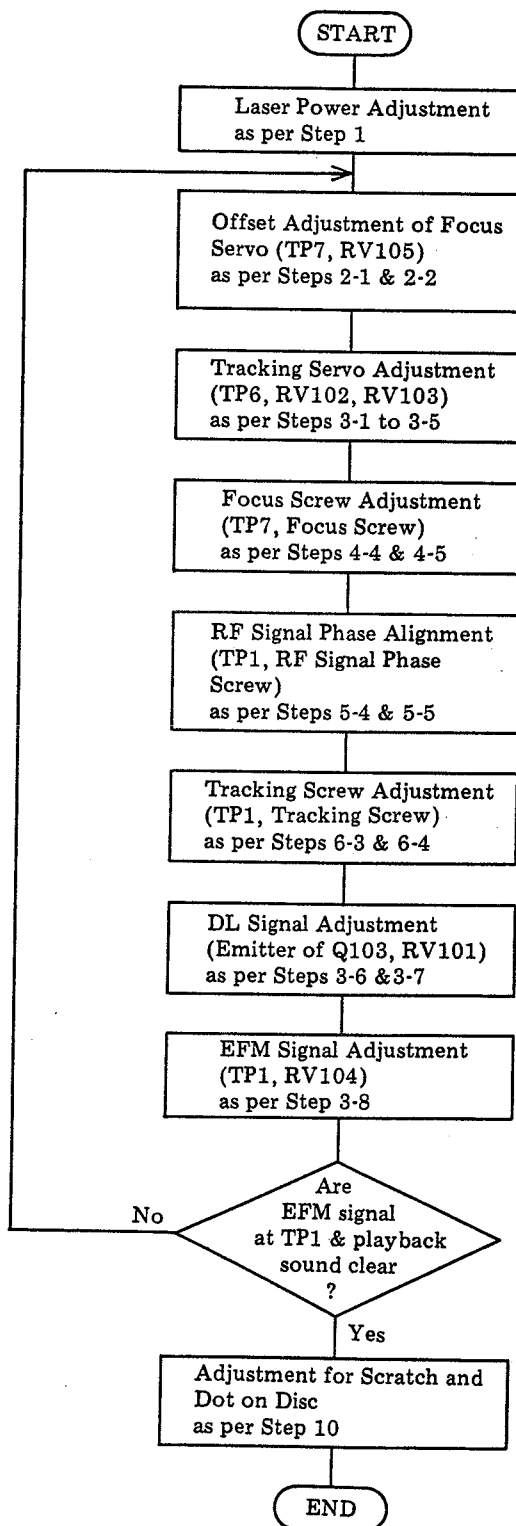 START
Laser Power Adjustment
as per Step 1
Offset Adjustment of Focus
Servo (TP7, RV105)
as per Steps 2-1 & 2-2
Tracking Servo Adjustment
(TP6, RV102, RV103)
as per Steps 3-1 to 3-5
Focus Screw Adjustment
(TP7, Focus Screw)
as per Steps 4-4 & 4-5
RF Signal Phase Alignment
(TP1, RF Signal Phase
Screw)
as per Steps 5-4 & 5-5
Tracking Screw Adjustment
(TP1, Tracking Screw)
as per Steps 6-3 & 6-4
DL Signal Adjustment
(Emitter of Q103, RV101)
as per Steps 3-6 &3-7
EFM Signal Adjustment
(TP1, RV104)
as per Step 3-8
Are
EFM signal
at TP1 & playback
sound clear
?
No
Yes
Adjustment for Scratch and
Dot on Disc
as per Step 10
END